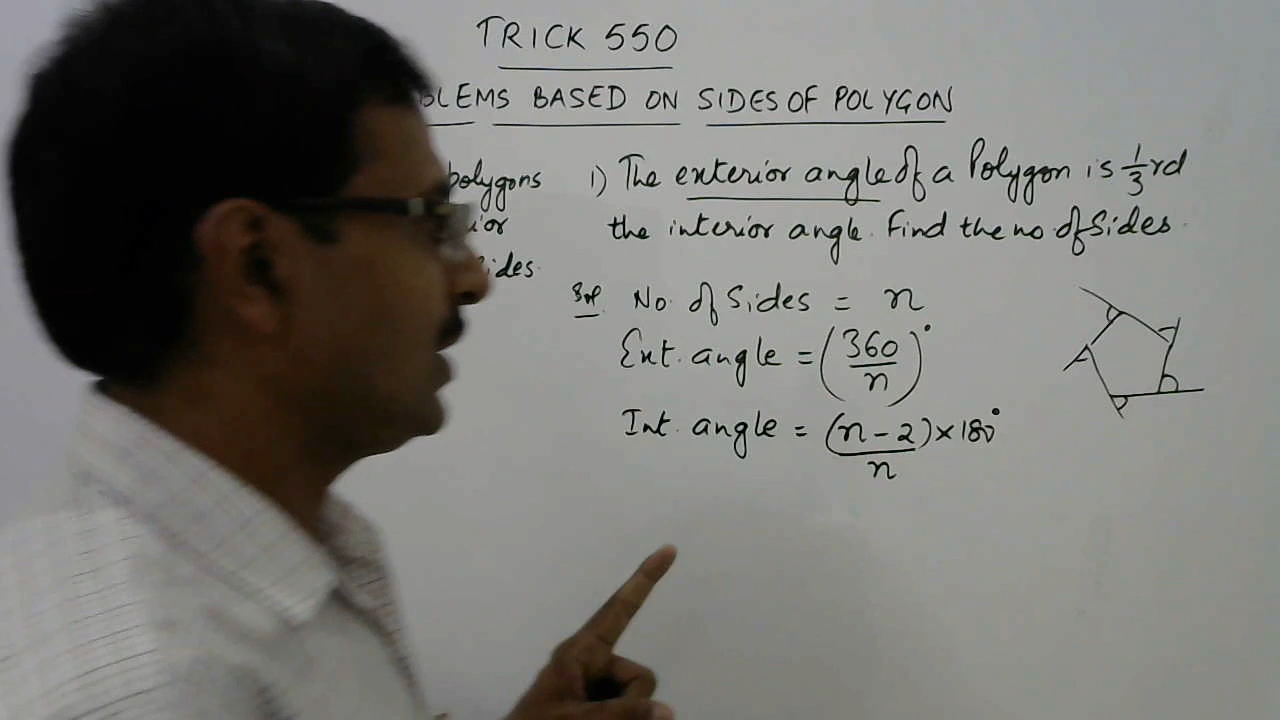 TRICK 550
BLEMS BASED ON SIDES OF POLYGON
polygons
ior
ides.
1) The exterior angle of a Polygon is 1/3 rd
the interior angle. Find the no. of Sides.
Sol No. of Sides = n
Ext. angle = (360/n)°
Int. angle = (n-2)×180°/n